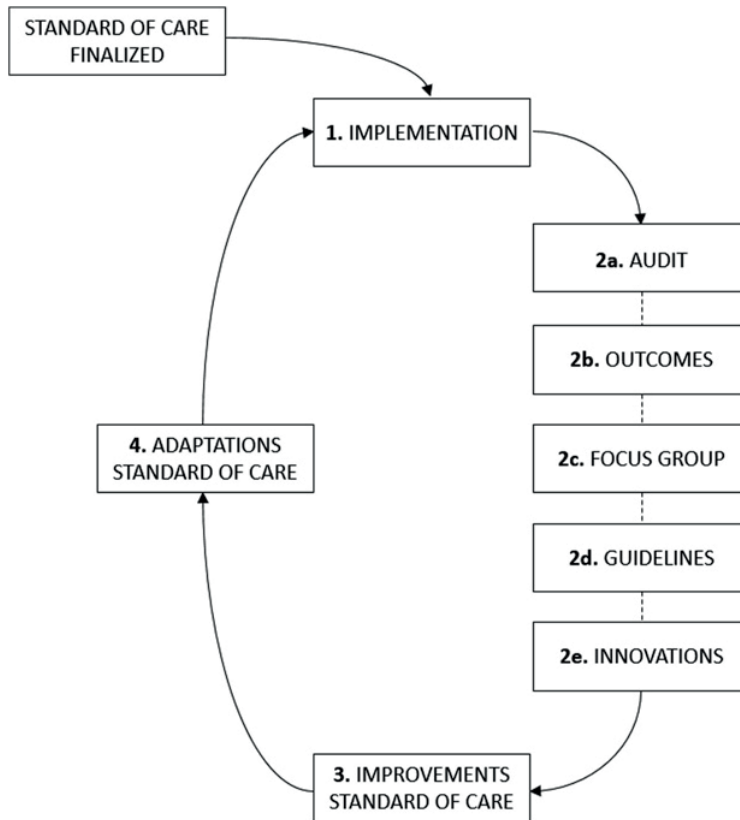 STANDARD OF CARE
FINALIZED
1. IMPLEMENTATION
2a. AUDIT
2b. OUTCOMES
2c. FOCUS GROUP
2d. GUIDELINES
2e. INNOVATIONS
3. IMPROVEMENTS
STANDARD OF CARE
4. ADAPTATIONS
STANDARD OF CARE